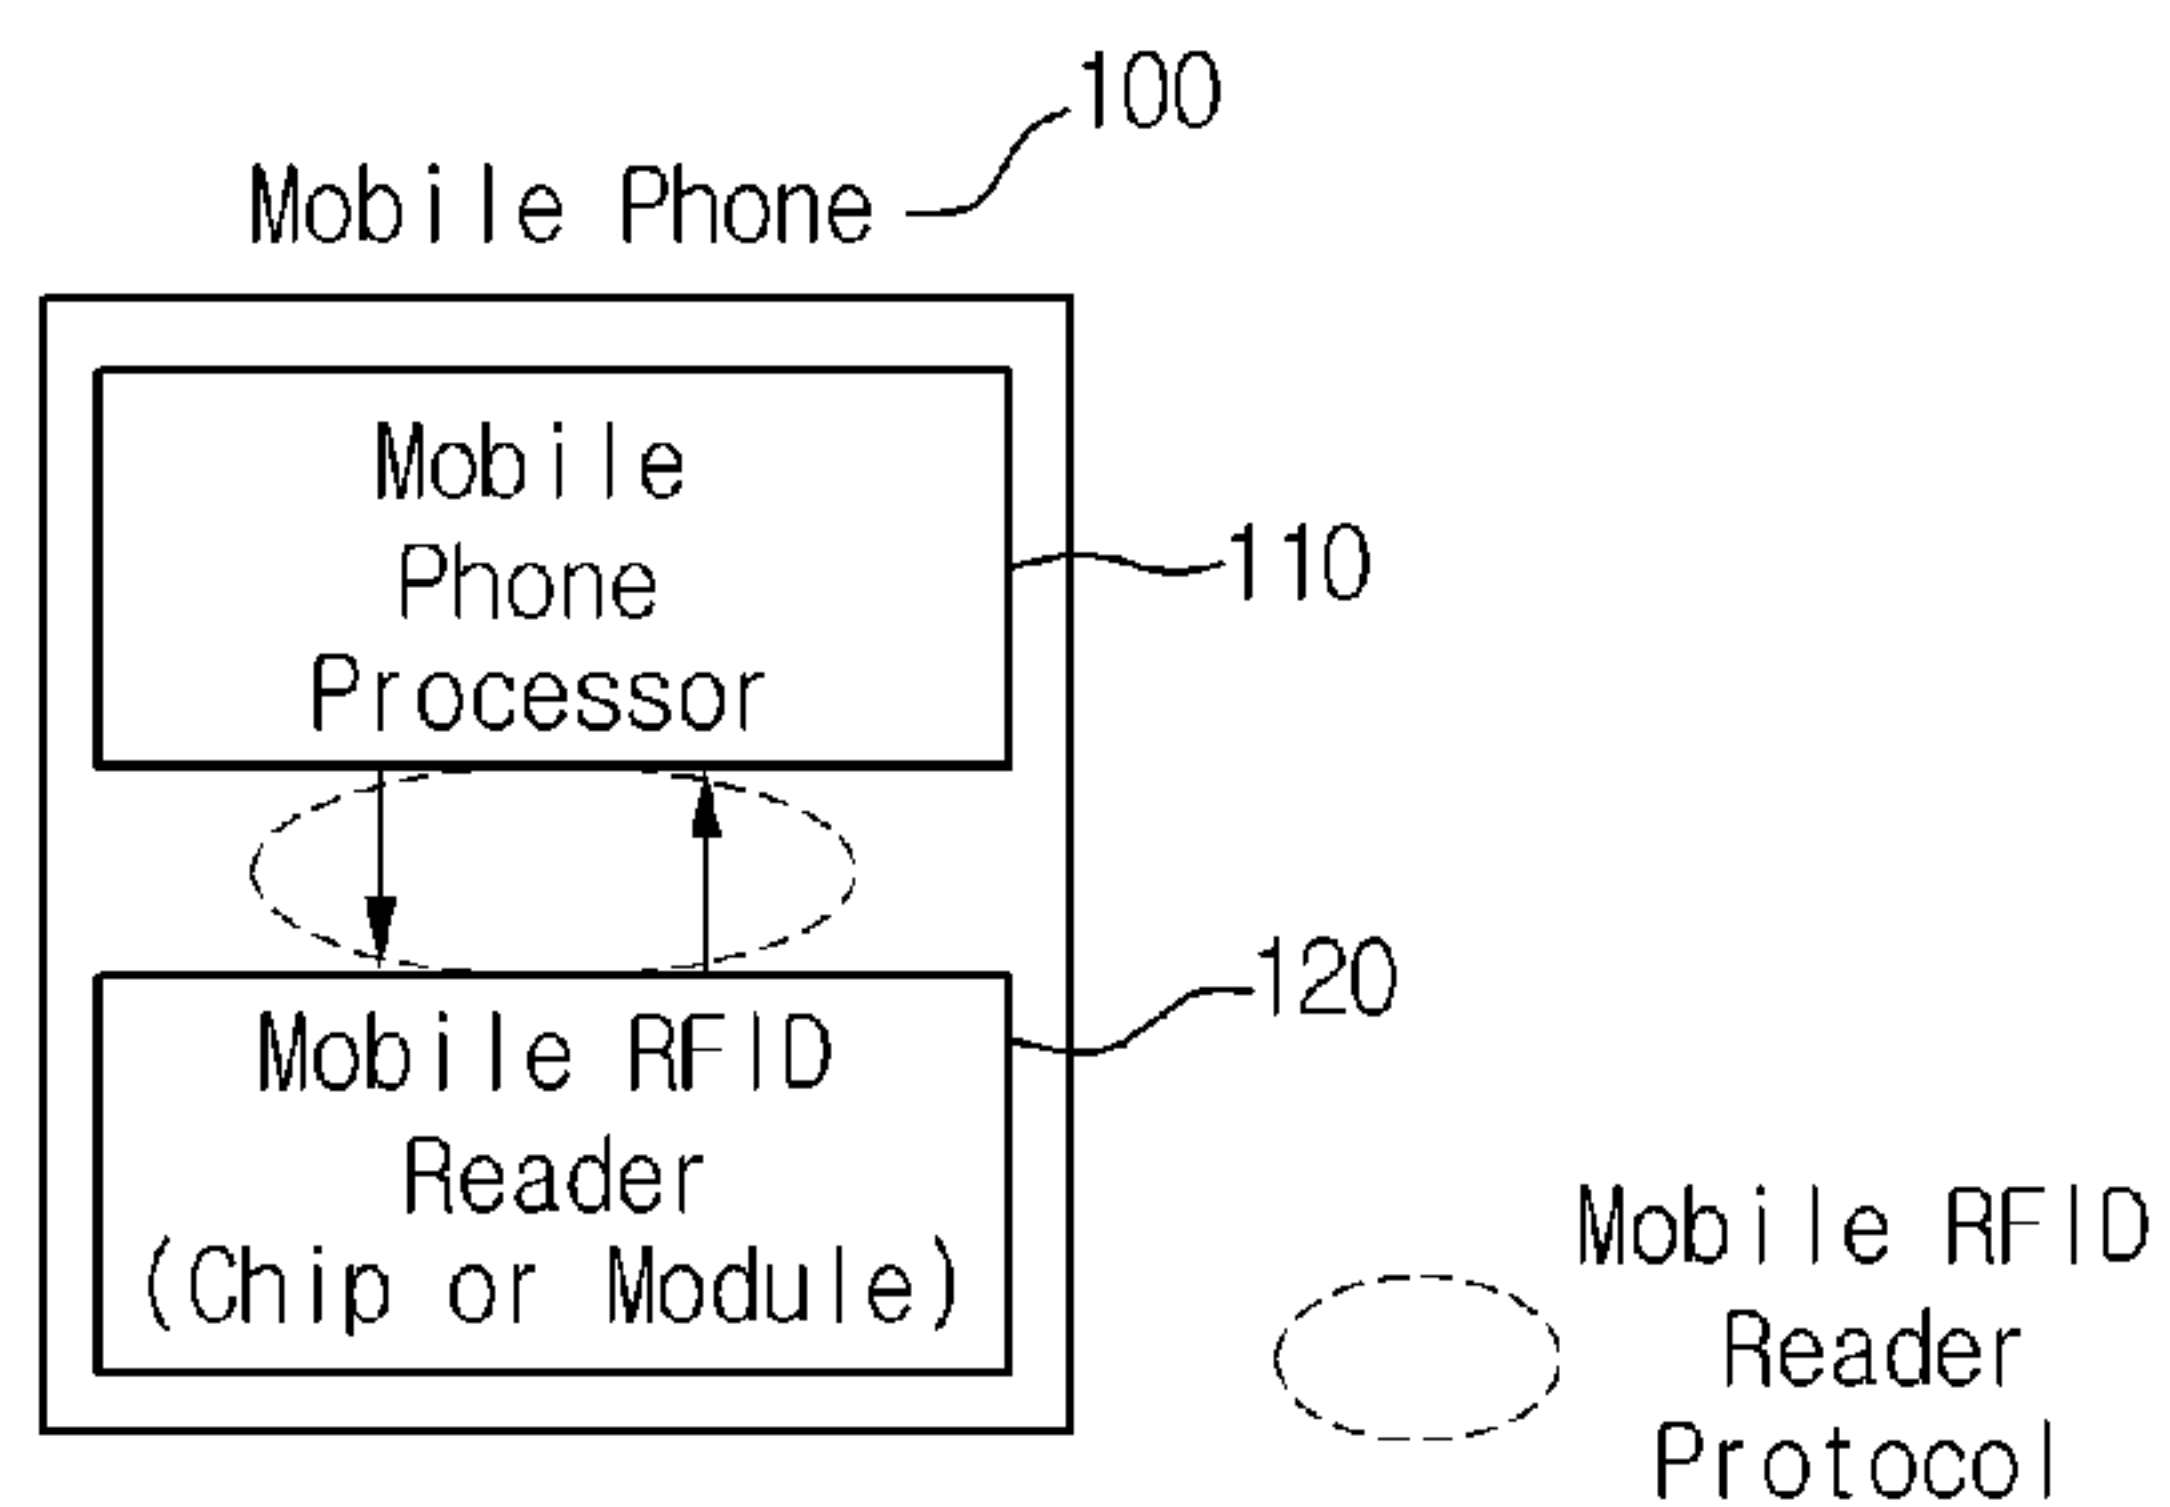 100
Mobile Phone
Mobile
Phone
Processor
110
120
Mobile RFID
Reader
(Chip or Module)
Mobile RFID
Reader
Protocol